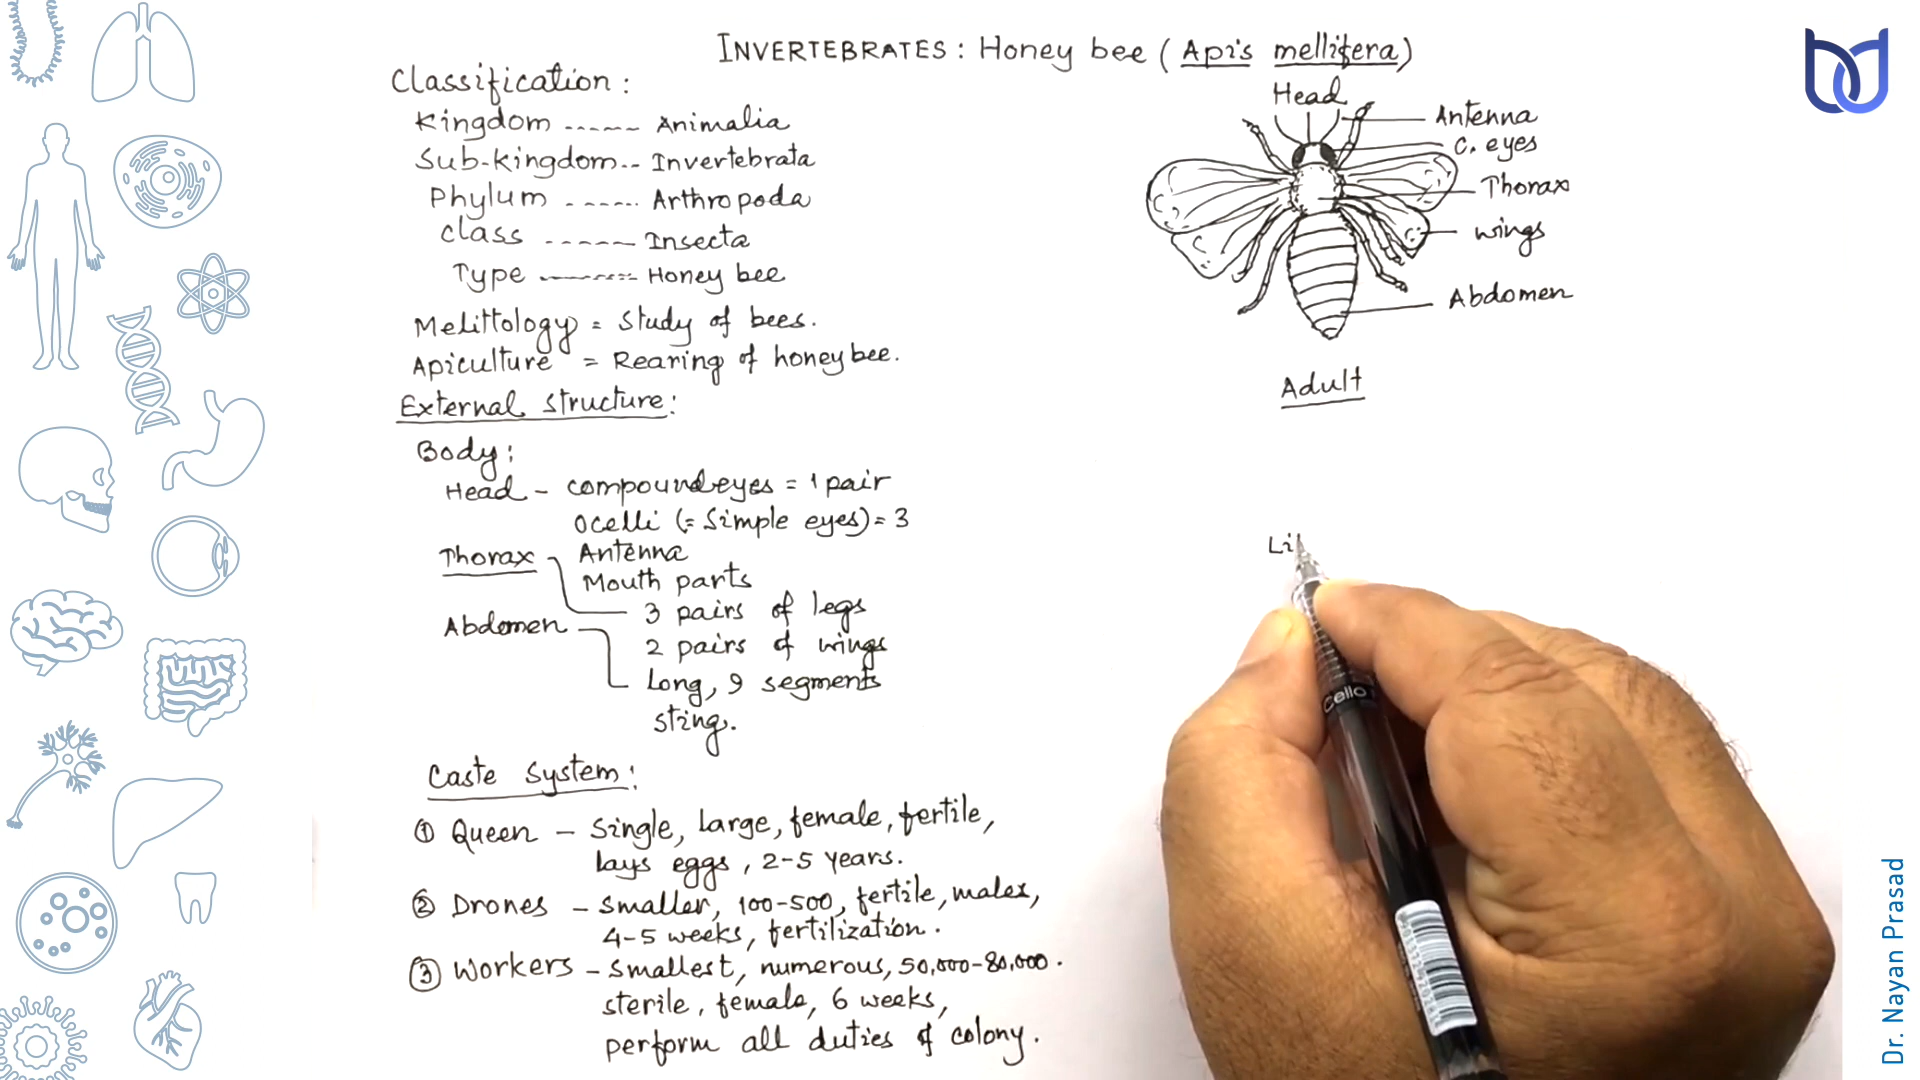 INVERTEBRATES: Honey bee (Apis mellifera)
Classification:
Kingdom ------ Animalia
Sub-kingdom-- Invertebrata
Phylum ------ Arthropoda
class ------ Insecta
Type ------ Honey bee
Melittology = Study of bees.
Apiculture = Rearing of honeybee.
External structure:
Body:
Head - compound eyes = 1 pair
Ocelli (= Simple eyes) = 3
Antenna
Mouth parts
Thorax
3 pairs of legs
2 pairs of wings
Abdomen
Long, 9 segments
sting.
Caste System:
① Queen - Single, large, female, fertile,
lays eggs, 2-5 years.
② Drones - Smaller, 100-500, fertile, males,
4-5 weeks, fertilization.
③ Workers - Smallest, numerous, 50,000-80,000.
sterile, female, 6 weeks,
perform all duties of colony.
Head
Antenna
C. eyes
Thorax
wings
Abdomen
Adult
Li
Cello
Dr. Nayan Prasad